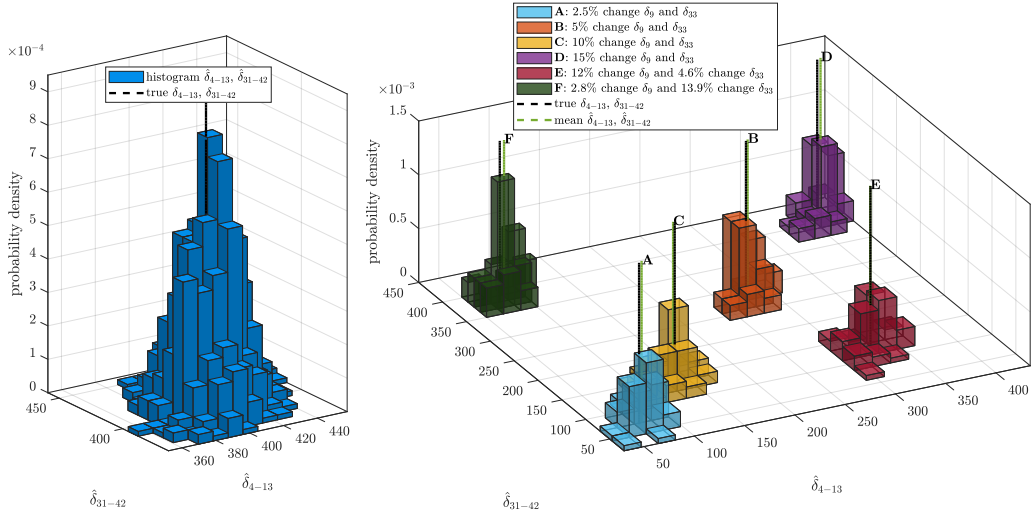 ×10⁻⁴
9
8
7
6
5
4
3
2
1
0
probability density
histogram δ̂₄₋₁₃, δ̂₃₁₋₄₂
true δ₄₋₁₃, δ₃₁₋₄₂
450
400
360
380
400
420
440
δ̂₃₁₋₄₂
δ̂₄₋₁₃
A: 2.5% change δ₉ and δ₃₃
B: 5% change δ₉ and δ₃₃
C: 10% change δ₉ and δ₃₃
D: 15% change δ₉ and δ₃₃
E: 12% change δ₉ and 4.6% change δ₃₃
F: 2.8% change δ₉ and 13.9% change δ₃₃
true δ₄₋₁₃, δ₃₁₋₄₂
mean δ̂₄₋₁₃, δ̂₃₁₋₄₂
×10⁻³
1.5
1
0.5
0
probability density
F
B
D
E
C
A
450
400
350
300
250
200
150
100
50
50
100
150
200
250
300
350
400
δ̂₃₁₋₄₂
δ̂₄₋₁₃